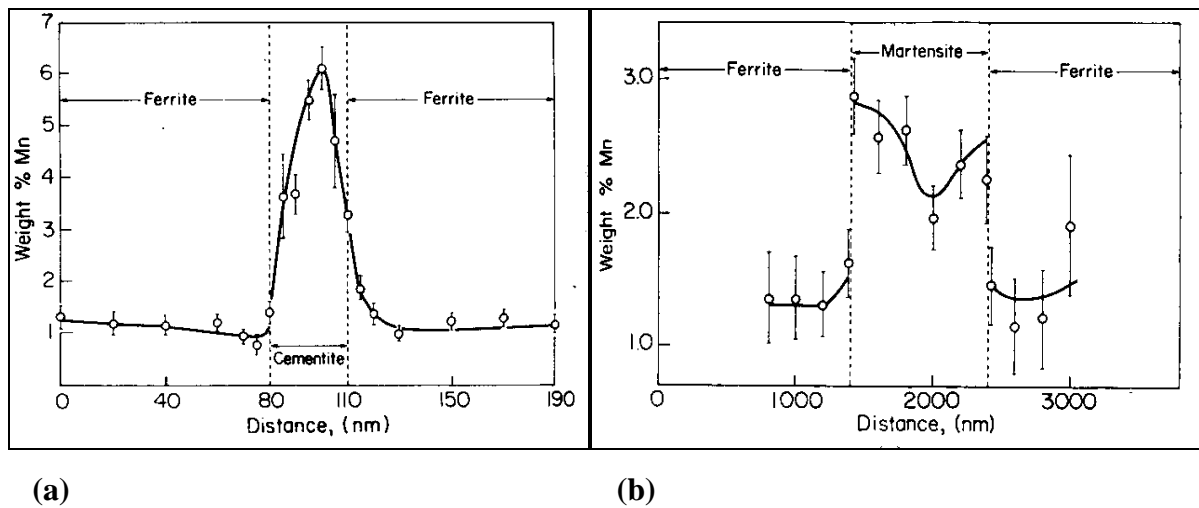 7
6
5
4
3
2
1
Weight % Mn
Ferrite
Ferrite
Cementite
0
40
80
110
150
190
Distance, (nm)
(a)
3.0
2.0
1.0
Weight % Mn
Martensite
Ferrite
Ferrite
0
1000
2000
3000
Distance, (nm)
(b)